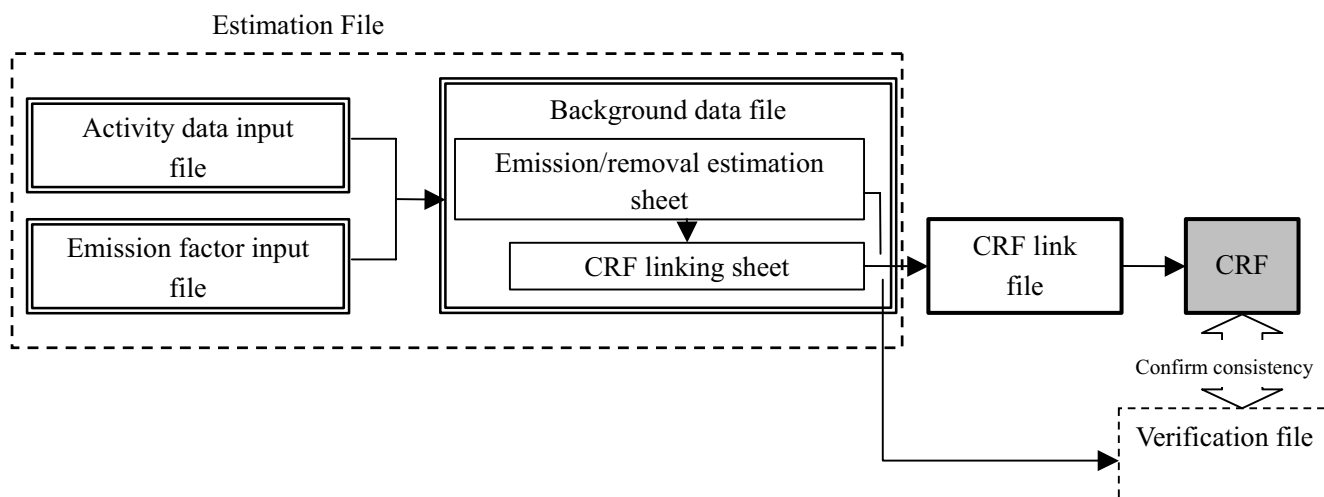 Estimation File
Activity data input
file
Emission factor input
file
Background data file
Emission/removal estimation
sheet
CRF linking sheet
CRF link
file
CRF
Confirm consistency
Verification file